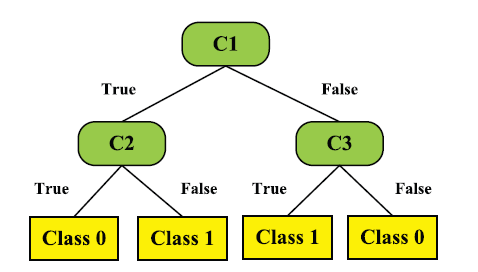 C1
True
False
C2
C3
True
False
True
False
Class 0
Class 1
Class 1
Class 0